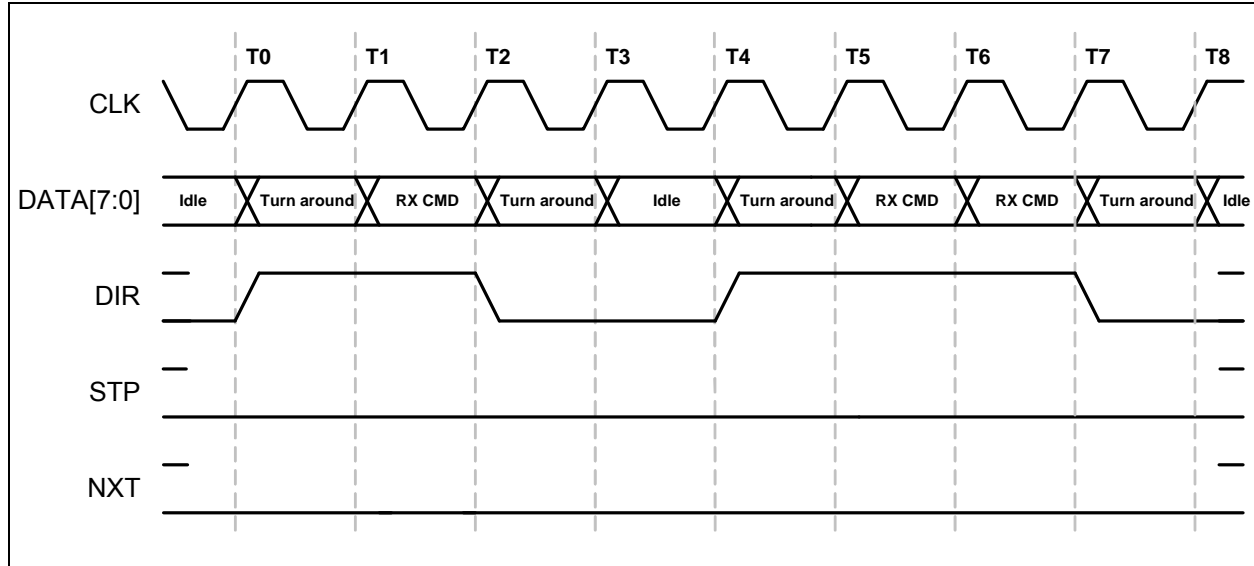 T0 T1 T2 T3 T4 T5 T6 T7 T8
CLK
DATA[7:0] Idle Turn around RX CMD Turn around Idle Turn around RX CMD RX CMD Turn around Idle
DIR
STP
NXT